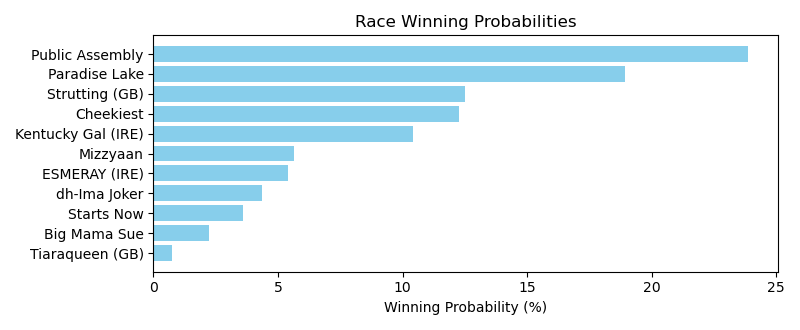 Race Winning Probabilities
Public Assembly
Paradise Lake
Strutting (GB)
Cheekiest
Kentucky Gal (IRE)
Mizzyaan
ESMERAY (IRE)
dh-Ima Joker
Starts Now
Big Mama Sue
Tiaraqueen (GB)
0 5 10 15 20 25
Winning Probability (%)